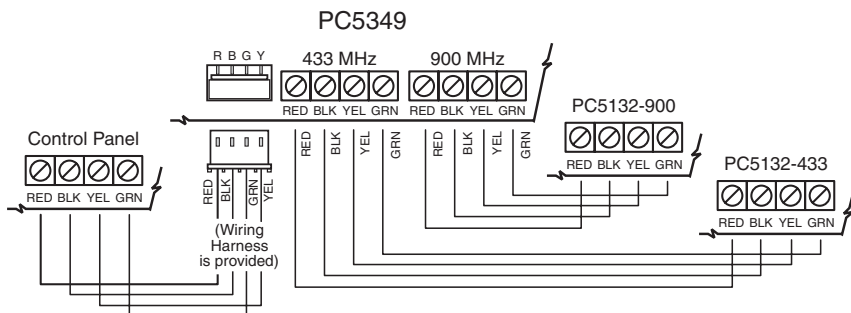 PC5349
R B G Y
433 MHz
900 MHz
RED BLK YEL GRN
RED BLK YEL GRN
RED
BLK
YEL
GRN
RED
BLK
YEL
GRN
PC5132-900
RED BLK YEL GRN
PC5132-433
RED BLK YEL GRN
Control Panel
RED BLK YEL GRN
RED
BLK
GRN
YEL
(Wiring
Harness
is provided)